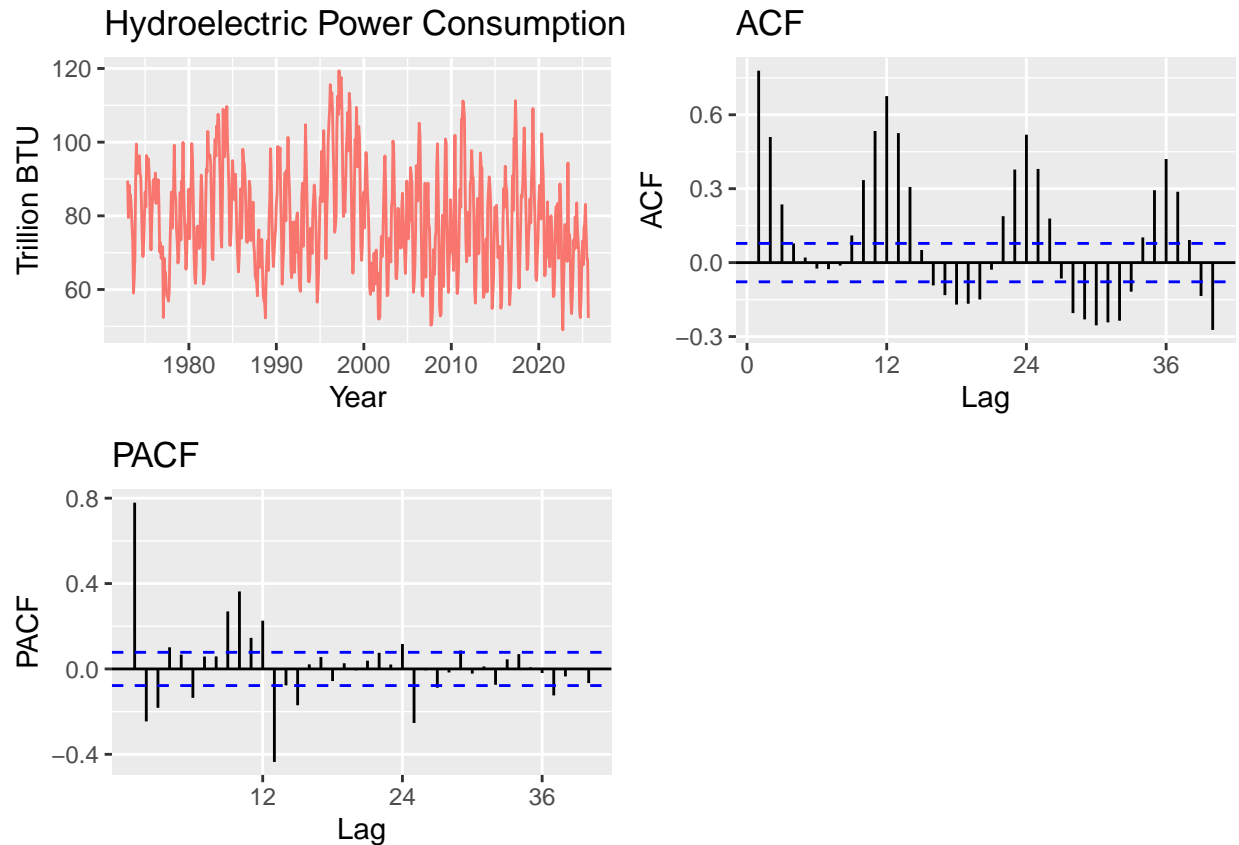 Hydroelectric Power Consumption
120
100
80
60
Trillion BTU
1980 1990 2000 2010 2020
Year
ACF
0.6
0.3
0.0
−0.3
ACF
0 12 24 36
Lag
PACF
0.8
0.4
0.0
−0.4
PACF
12 24 36
Lag